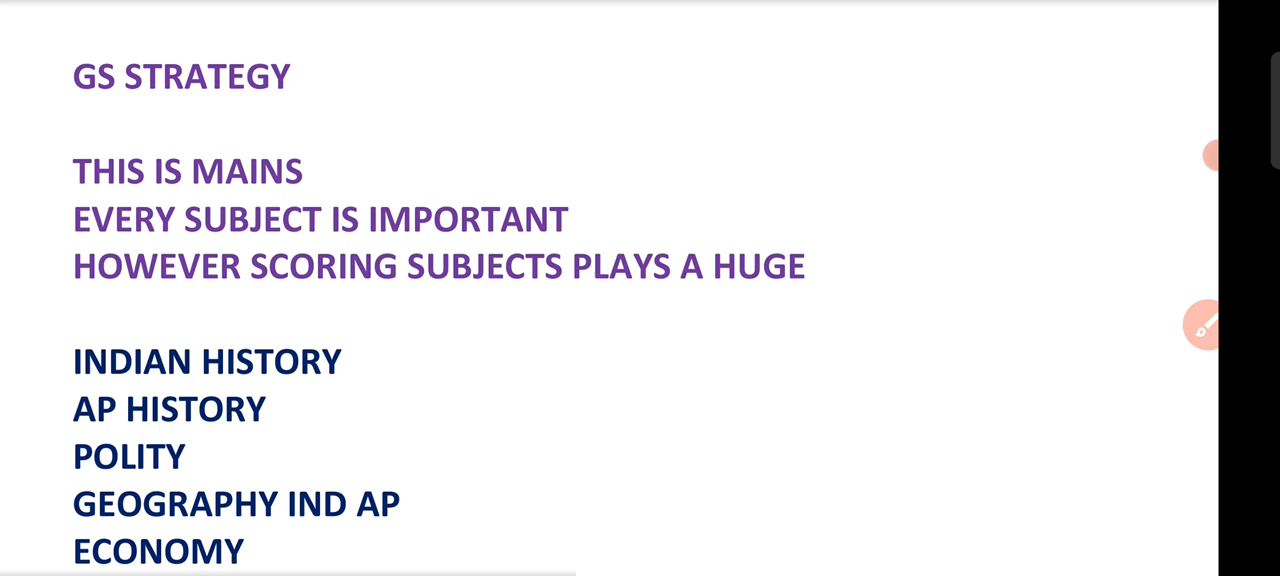 GS STRATEGY
THIS IS MAINS
EVERY SUBJECT IS IMPORTANT
HOWEVER SCORING SUBJECTS PLAYS A HUGE
INDIAN HISTORY
AP HISTORY
POLITY
GEOGRAPHY IND AP
ECONOMY